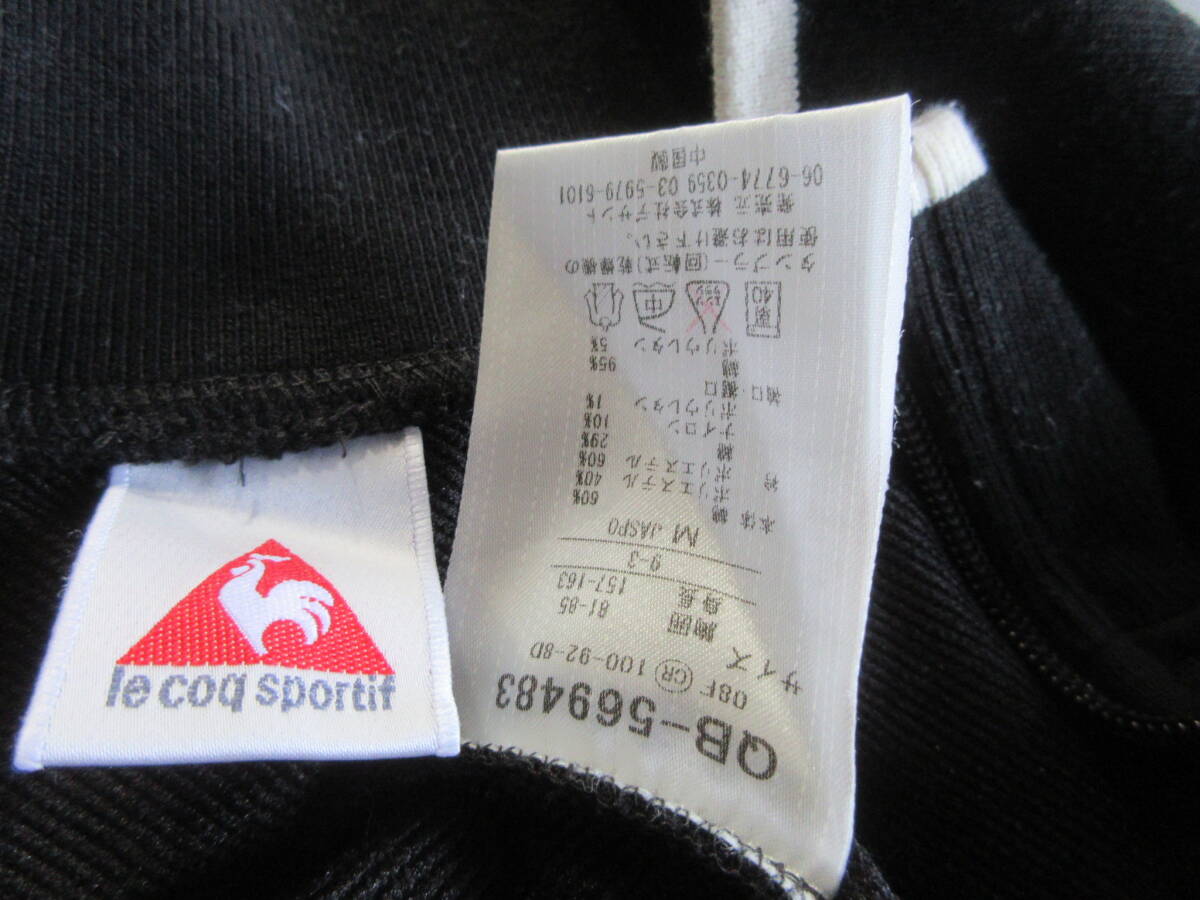 le coq sportif
QB-569483
08F GR 100-92-8D
サイズ
胸囲 81-85
身長 157-163
9-3
M JASPO
本体 綿 60%
ポリエステル 40%
衿 ポリエステル 60%
綿 29%
ナイロン 10%
ポリウレタン 1%
袖口・裾口
綿 95%
ポリウレタン 5%
40 中
タンブラー(回転式)乾燥機の
使用はお避け下さい。
発売元 株式会社デサント
06-6774-0359 03-5979-6101
中国製